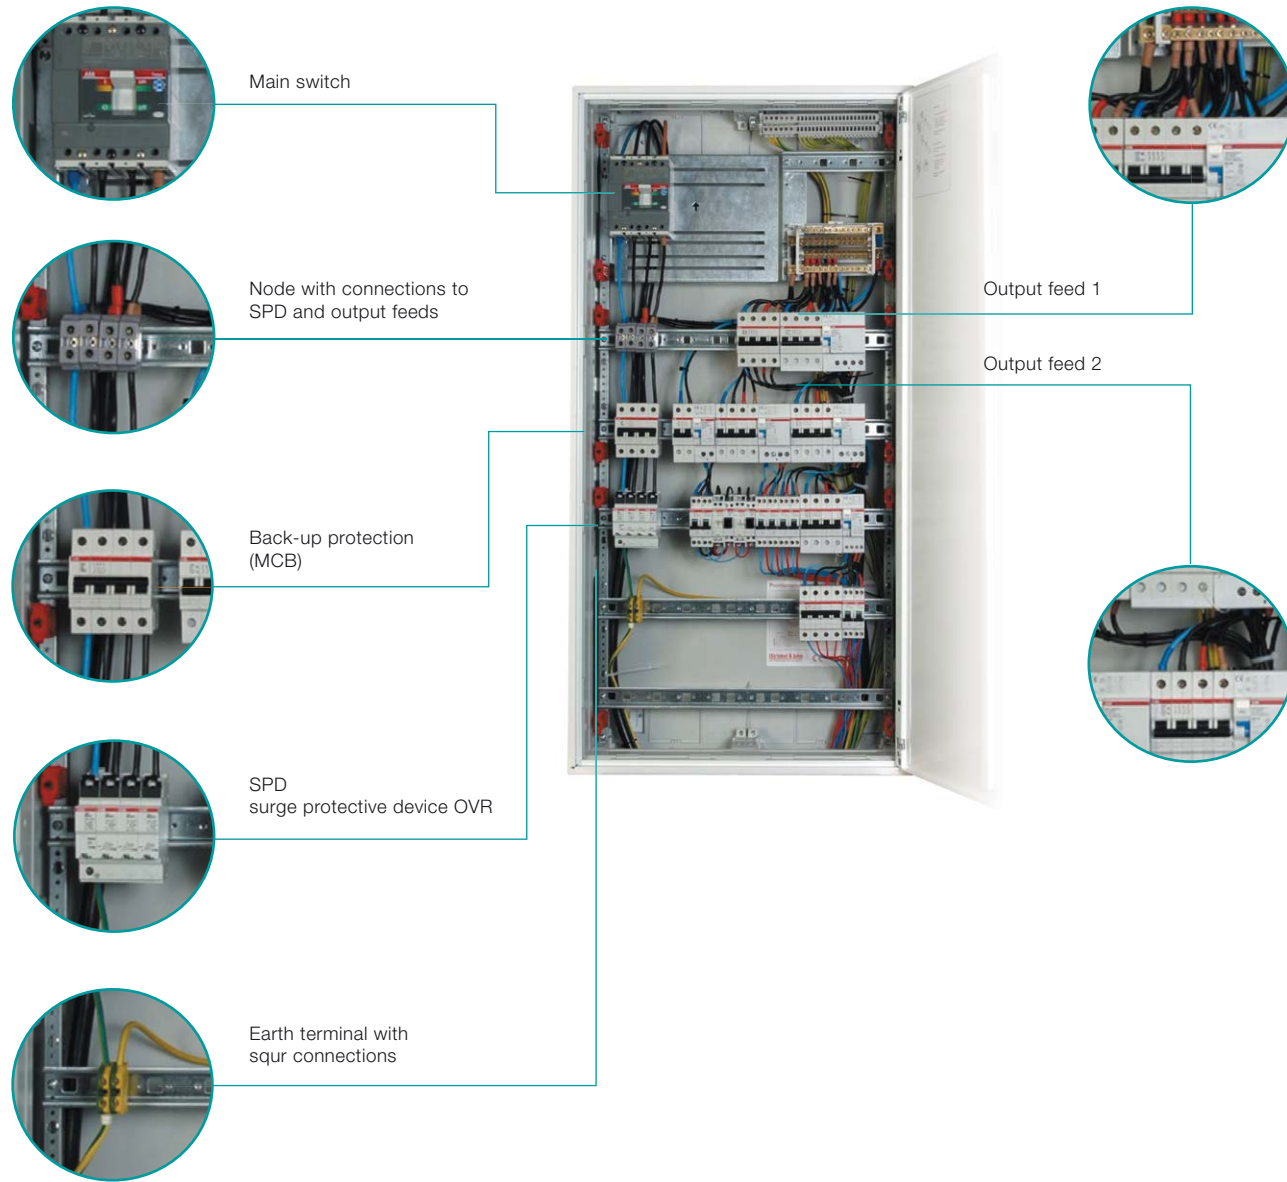 Main switch
Node with connections to
SPD and output feeds
Back-up protection
(MCB)
SPD
surge protective device OVR
Earth terminal with
squr connections
Output feed 1
Output feed 2